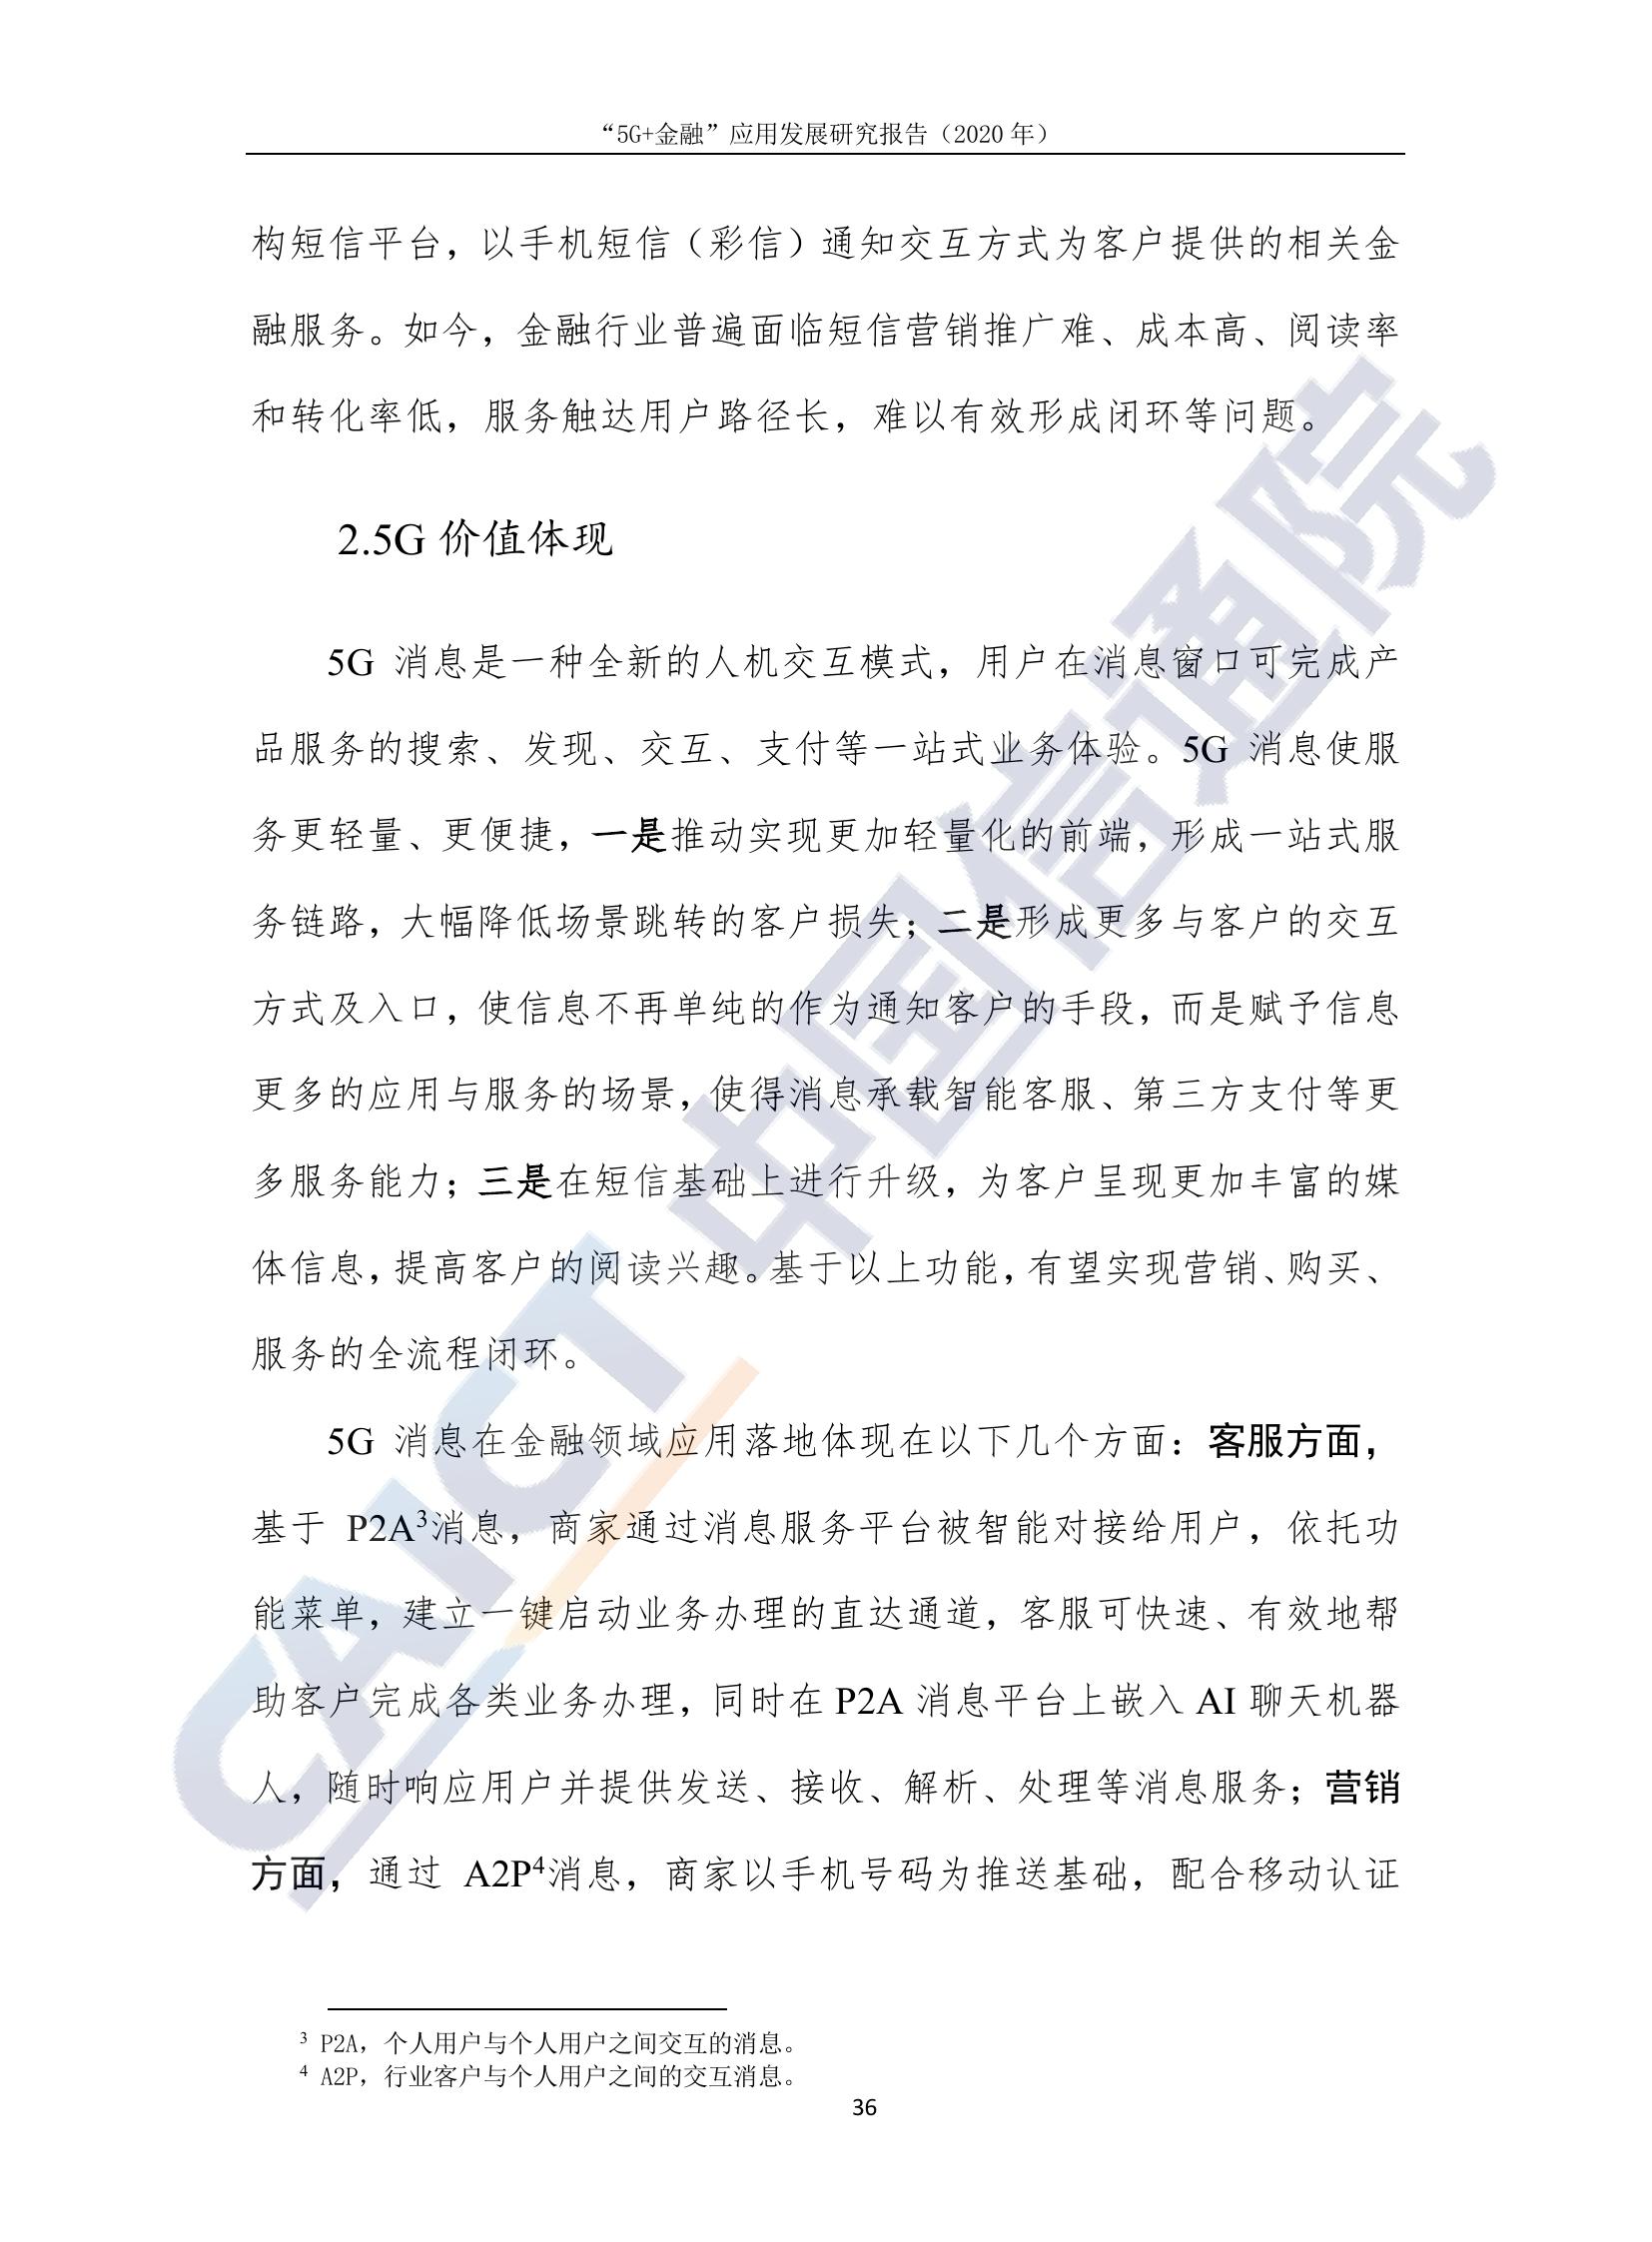 “5G+金融”应用发展研究报告（2020 年）
构短信平台，以手机短信（彩信）通知交互方式为客户提供的相关金
融服务。如今，金融行业普遍面临短信营销推广难、成本高、阅读率
和转化率低，服务触达用户路径长，难以有效形成闭环等问题。
2.5G 价值体现
5G 消息是一种全新的人机交互模式，用户在消息窗口可完成产
品服务的搜索、发现、交互、支付等一站式业务体验。5G 消息使服
务更轻量、更便捷，一是推动实现更加轻量化的前端，形成一站式服
务链路，大幅降低场景跳转的客户损失；二是形成更多与客户的交互
方式及入口，使信息不再单纯的作为通知客户的手段，而是赋予信息
更多的应用与服务的场景，使得消息承载智能客服、第三方支付等更
多服务能力；三是在短信基础上进行升级，为客户呈现更加丰富的媒
体信息，提高客户的阅读兴趣。基于以上功能，有望实现营销、购买、
服务的全流程闭环。
5G 消息在金融领域应用落地体现在以下几个方面：客服方面，
基于 P2A3消息，商家通过消息服务平台被智能对接给用户，依托功
能菜单，建立一键启动业务办理的直达通道，客服可快速、有效地帮
助客户完成各类业务办理，同时在 P2A 消息平台上嵌入 AI 聊天机器
人，随时响应用户并提供发送、接收、解析、处理等消息服务；营销
方面，通过 A2P4消息，商家以手机号码为推送基础，配合移动认证
3 P2A，个人用户与个人用户之间交互的消息。
4 A2P，行业客户与个人用户之间的交互消息。
36
CAICT 中国信通院